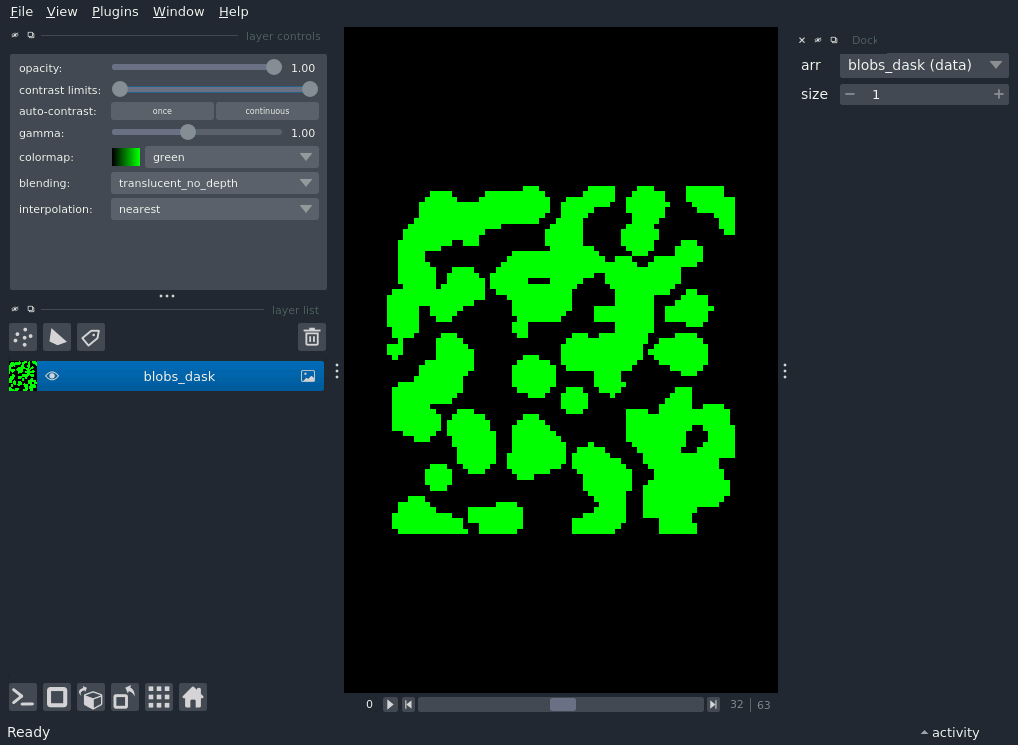 File View Plugins Window Help
layer controls
opacity: 1.00
contrast limits:
auto-contrast: once continuous
gamma: 1.00
colormap: green
blending: translucent_no_depth
interpolation: nearest
layer list
blobs_dask
Dock
arr blobs_dask (data)
size 1
0 32 63
Ready
activity